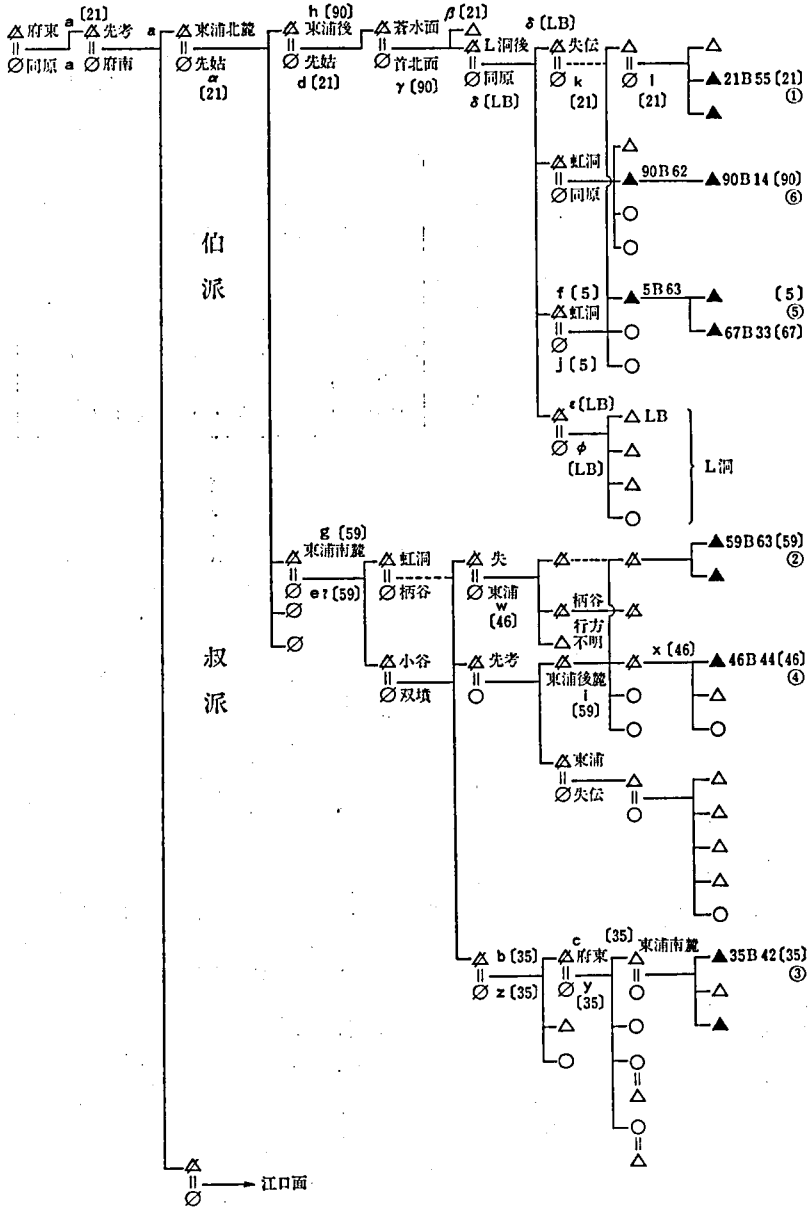 h〔90〕 β〔21〕 δ〔LB〕
〔21〕
府東 a 先考 a 東浦北麓 東浦後 蒼水面 L洞後 失伝
同原 a 府南 先姑 先姑 首北面 同原 k l 21B55〔21〕
α d〔21〕 γ〔90〕 δ〔LB〕 〔21〕 〔21〕 ①
〔21〕
虹洞 90B62 90B14〔90〕
同原 ⑥
伯
派
f〔5〕 5B63 〔5〕
虹洞 ⑤
67B33〔67〕
j〔5〕
ε〔LB〕 LB
φ L洞
〔LB〕
g〔59〕 59B63〔59〕
東浦南麓 虹洞 失 ②
e?〔59〕 柄谷 東浦
w 柄谷
〔46〕 行方
不明
叔
派
小谷 先考 x〔46〕 46B44〔46〕
双墳 東浦後麓 ④
i
〔59〕
東浦
失伝
b〔35〕 c 府東 〔35〕 東浦南麓 35B42〔35〕
z〔35〕 y ③
〔35〕
江口面